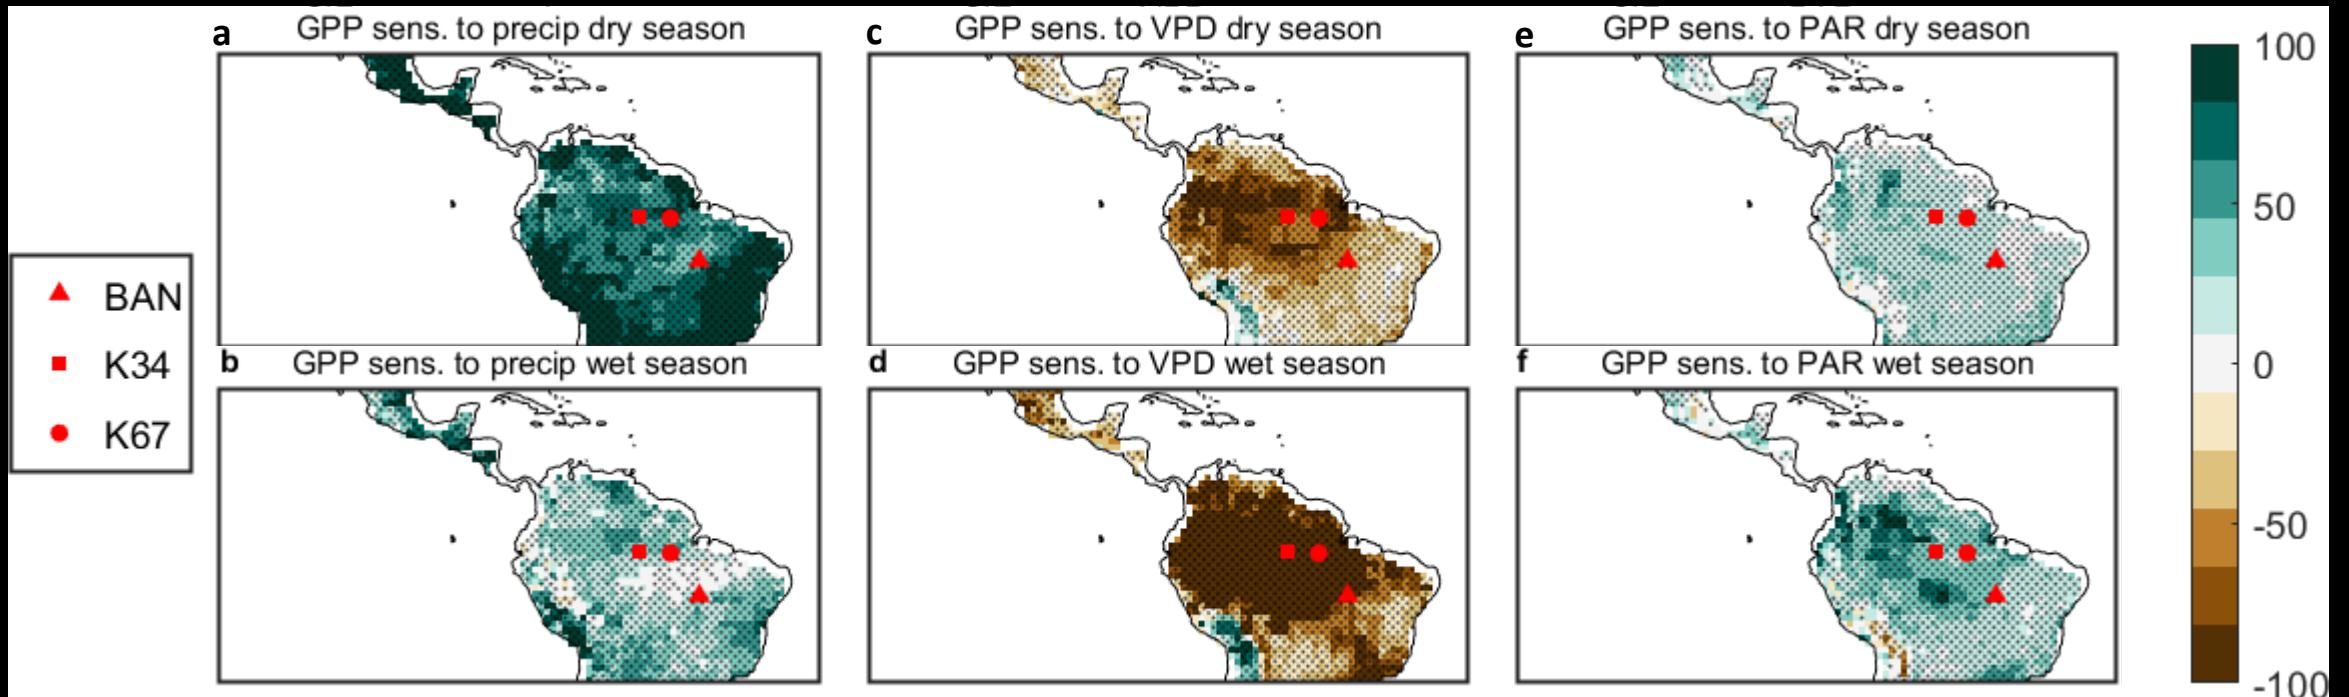 a
GPP sens. to precip dry season
c
GPP sens. to VPD dry season
e
GPP sens. to PAR dry season
b
GPP sens. to precip wet season
d
GPP sens. to VPD wet season
f
GPP sens. to PAR wet season
BAN
K34
K67
100
50
0
-50
-100